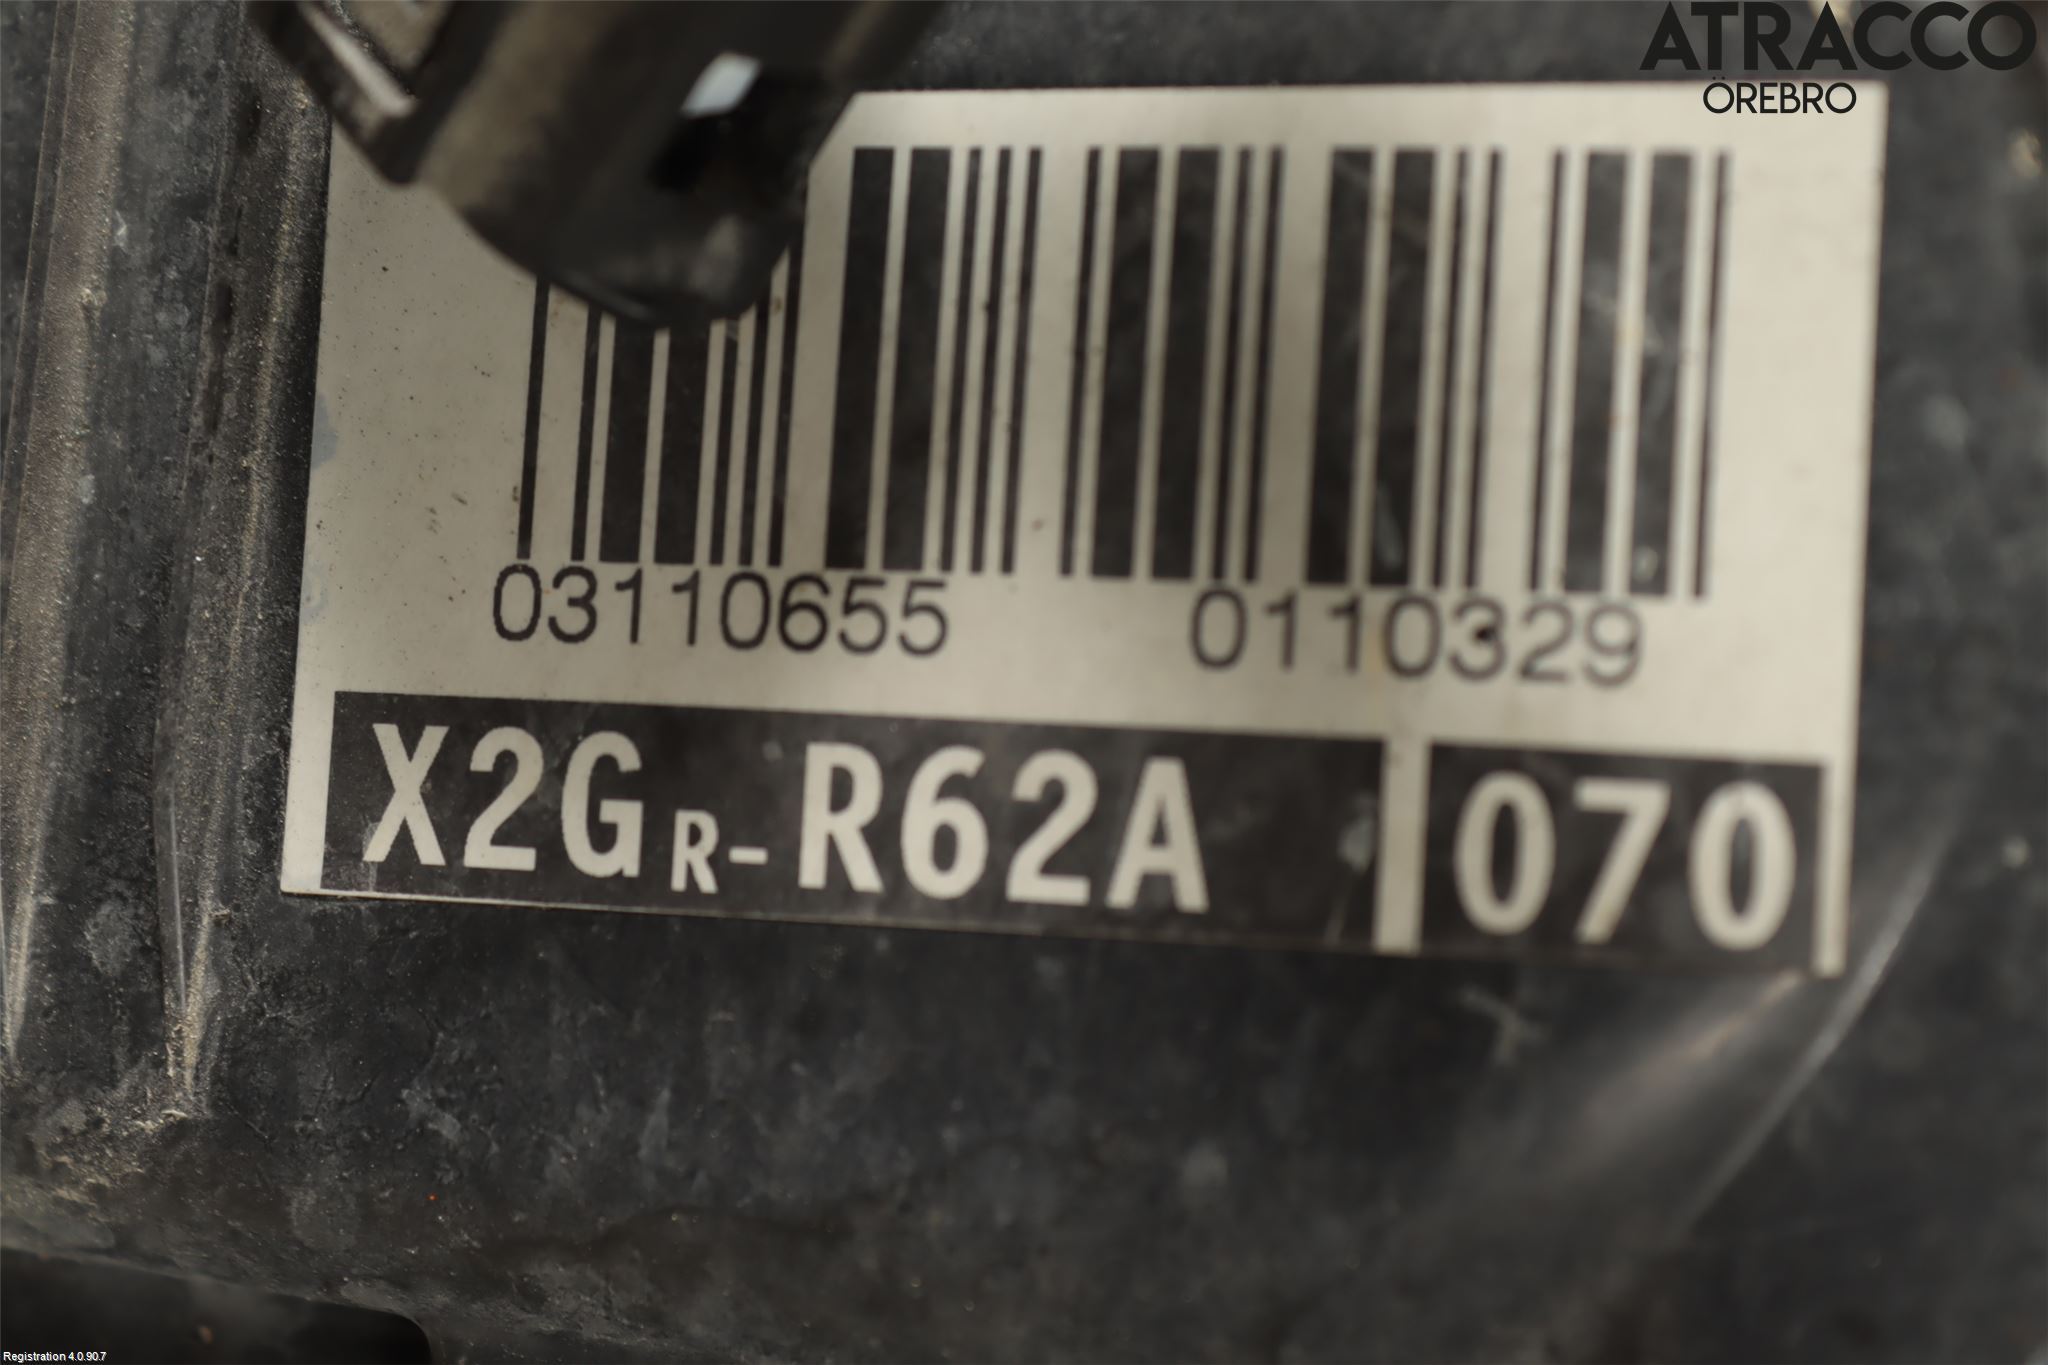 ATRACCO
ÖREBRO
03110655 0110329
X2GR-R62A 070
Registration 4.0.90.7